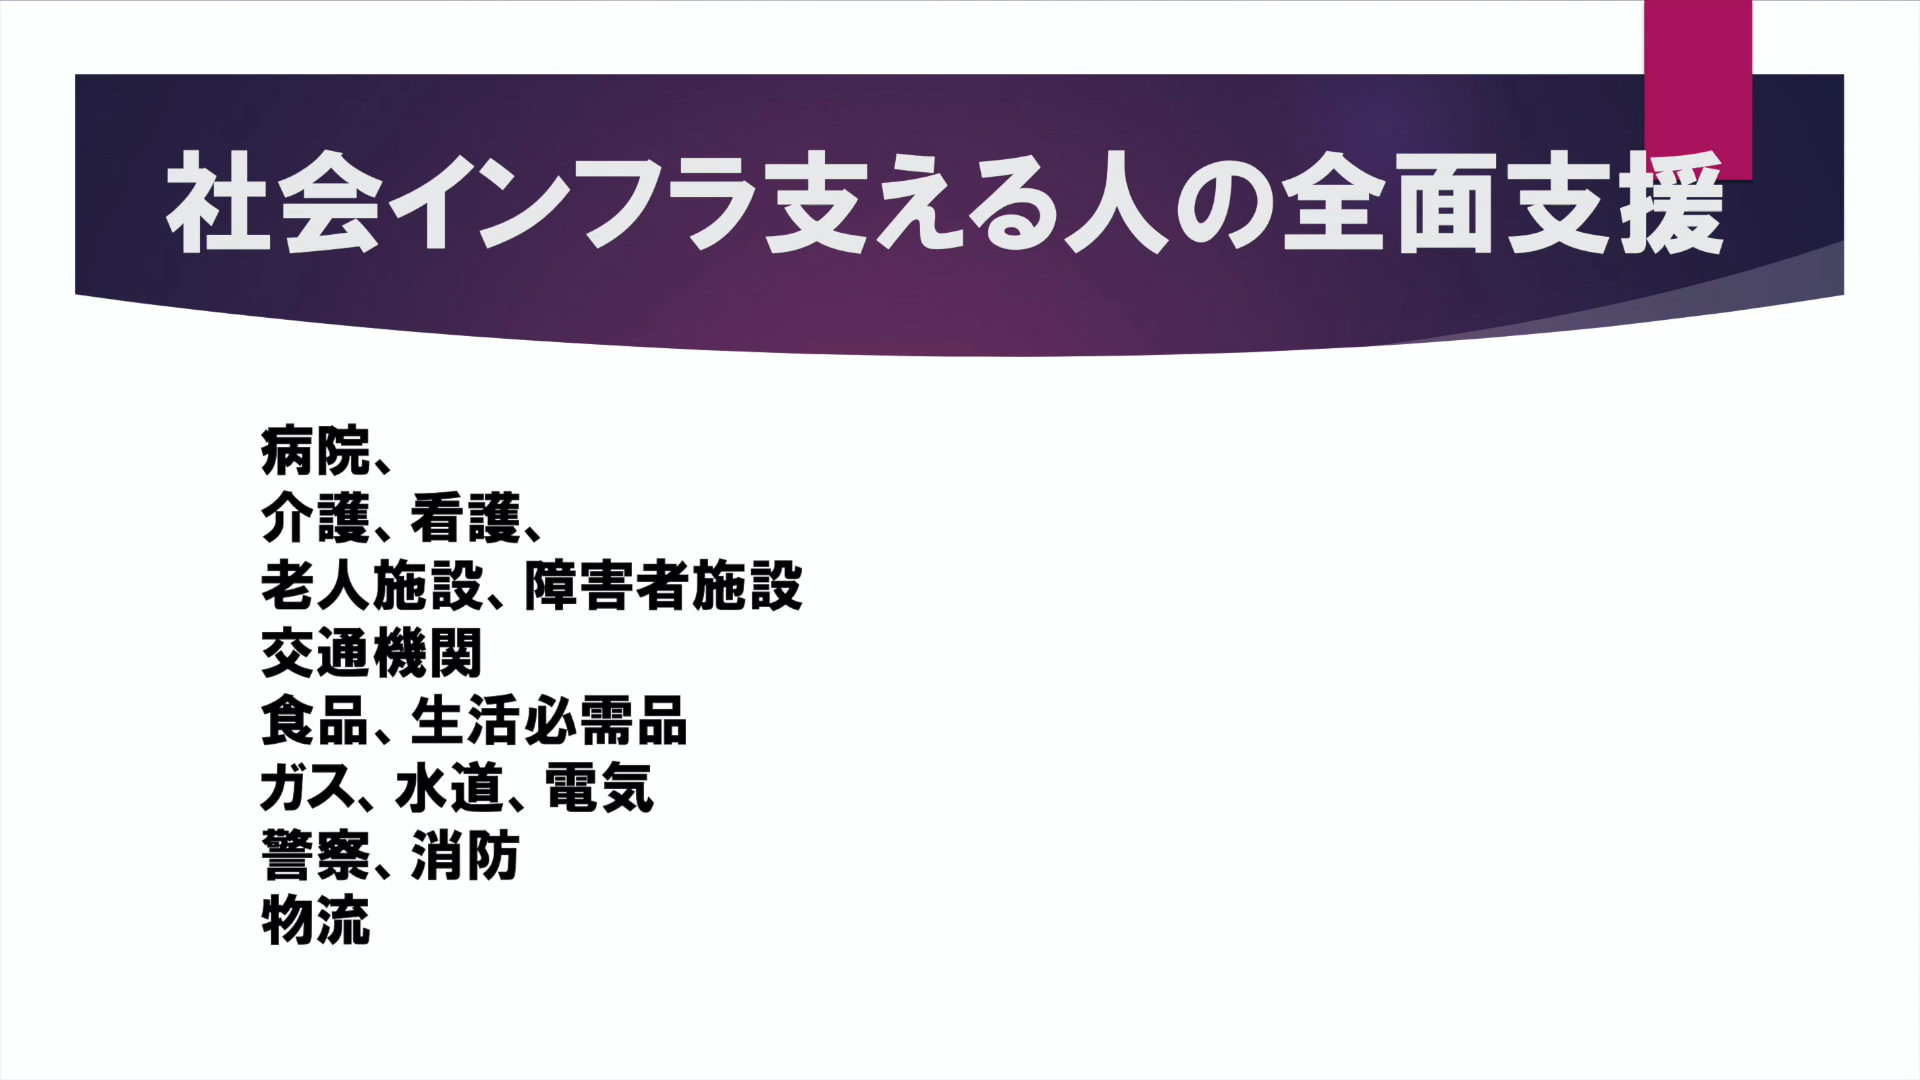 社会インフラ支える人の全面支援
病院、
介護、看護、
老人施設、障害者施設
交通機関
食品、生活必需品
ガス、水道、電気
警察、消防
物流